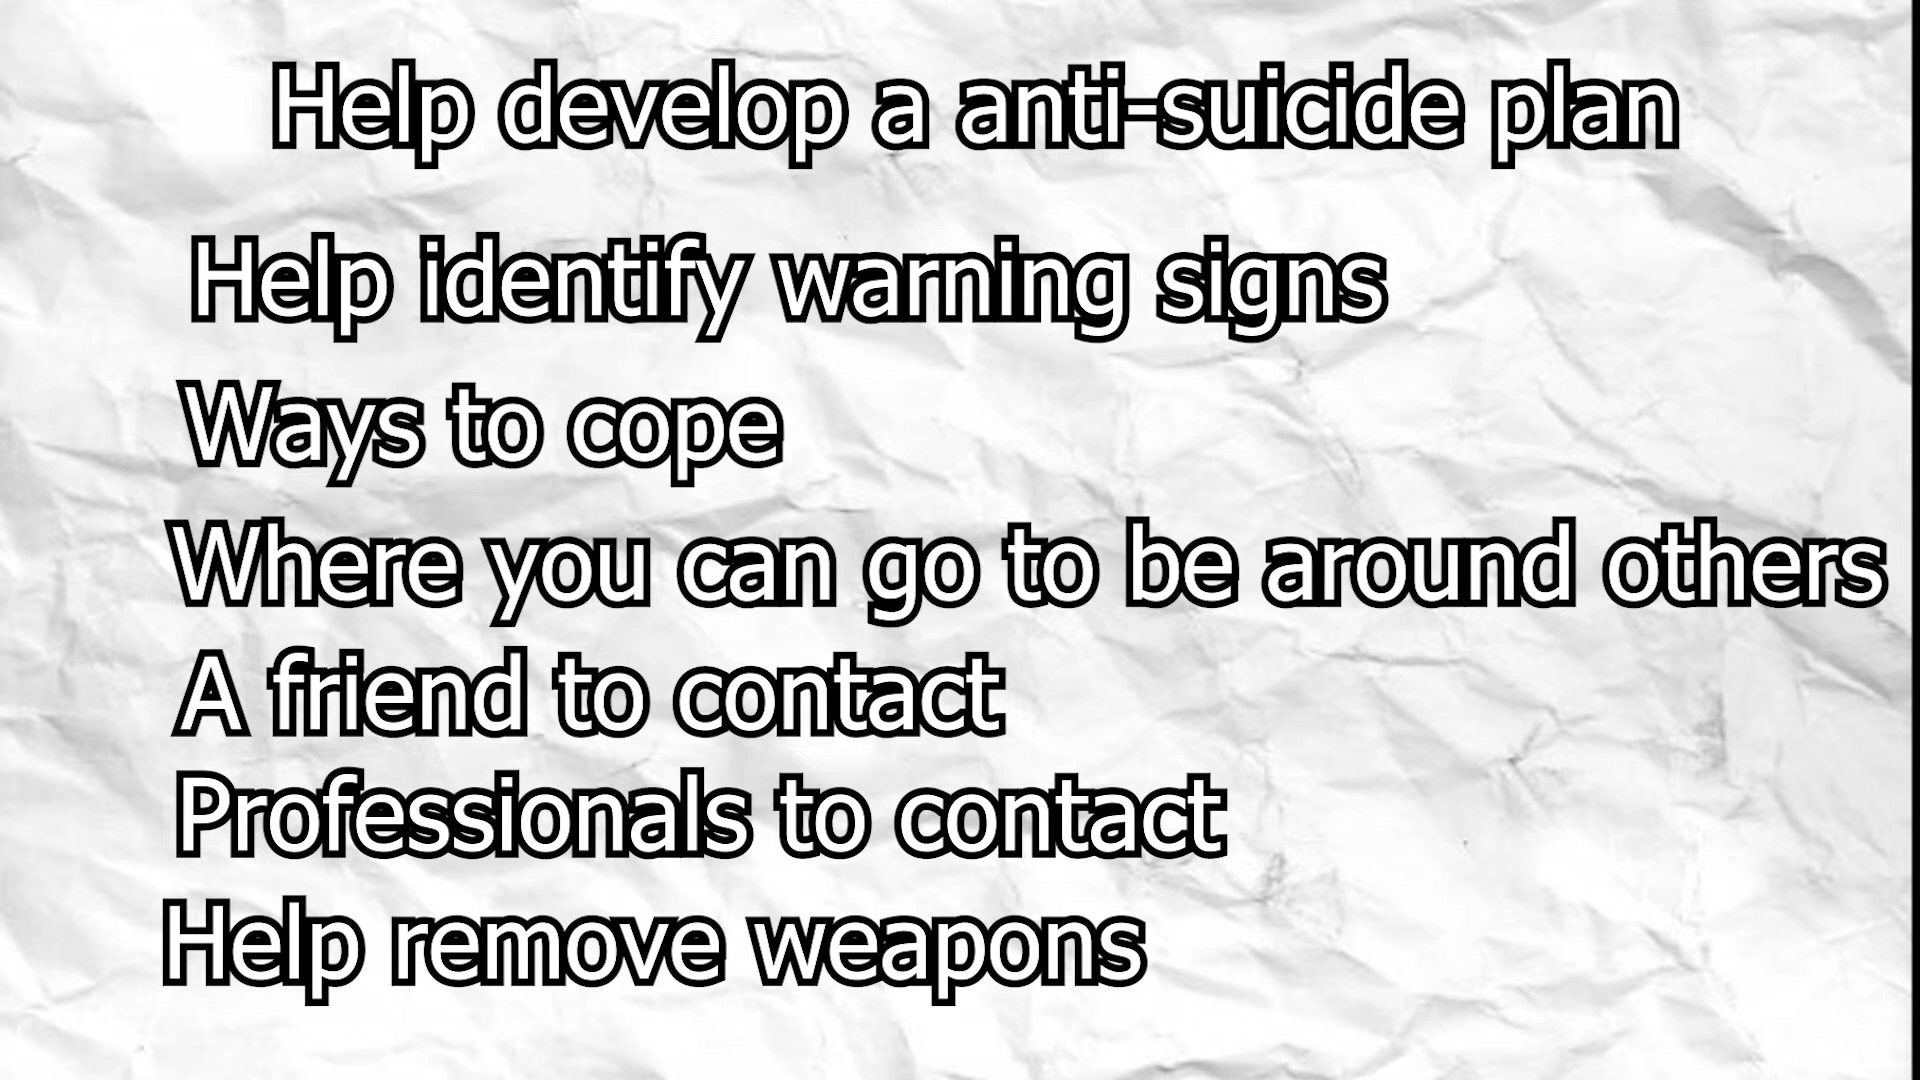 Help develop a anti-suicide plan
Help identify warning signs
Ways to cope
Where you can go to be around others
A friend to contact
Professionals to contact
Help remove weapons